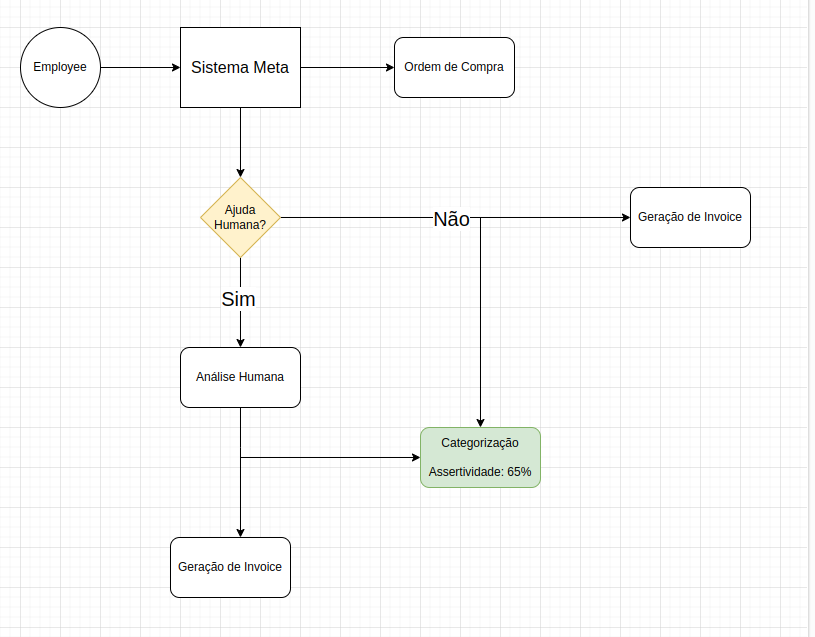 Employee
Sistema Meta
Ordem de Compra
Ajuda
Humana?
Não
Geração de Invoice
Sim
Análise Humana
Categorização
Assertividade: 65%
Geração de Invoice